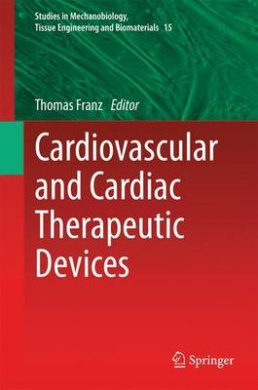 Studies in Mechanobiology,
Tissue Engineering and Biomaterials 15
Thomas Franz Editor
Cardiovascular
and Cardiac
Therapeutic
Devices
Springer